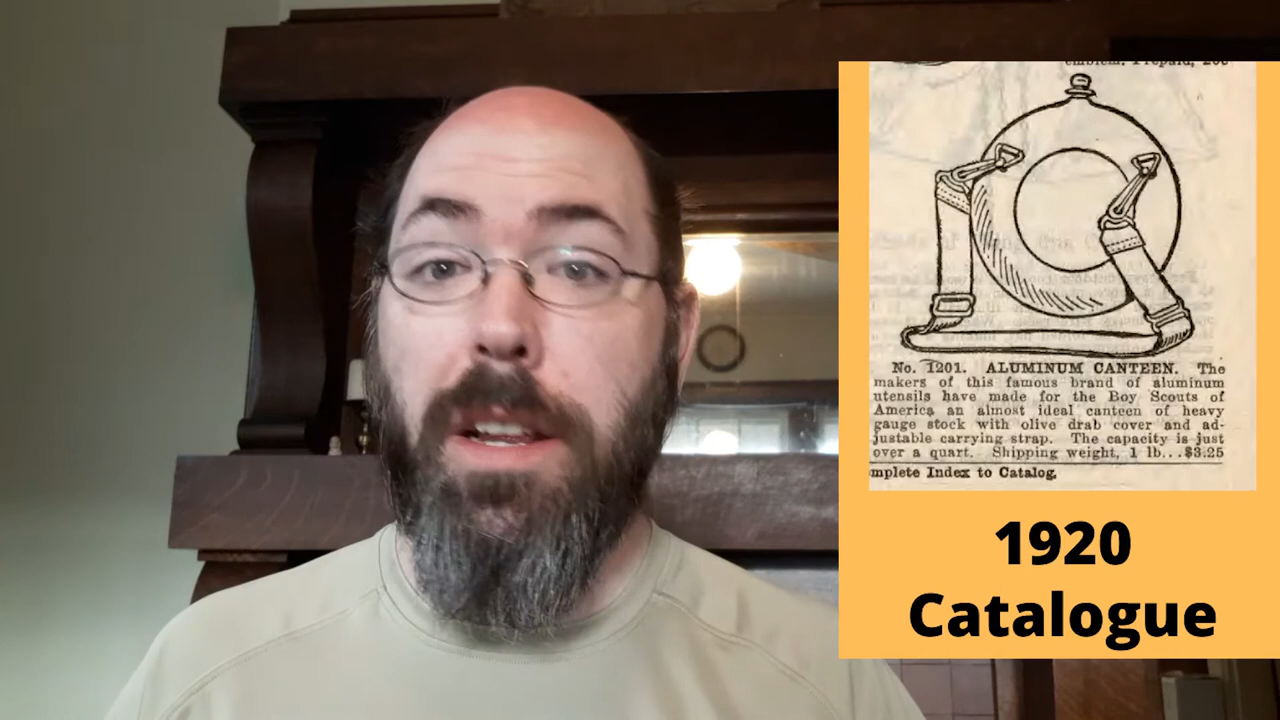 emblem. Prepaid, 20c
No. 1201. ALUMINUM CANTEEN. The
makers of this famous brand of aluminum
utensils have made for the Boy Scouts of
America an almost ideal canteen of heavy
gauge stock with olive drab cover and ad-
justable carrying strap. The capacity is just
over a quart. Shipping weight, 1 lb...$3.25
mplete Index to Catalog.
1920
Catalogue